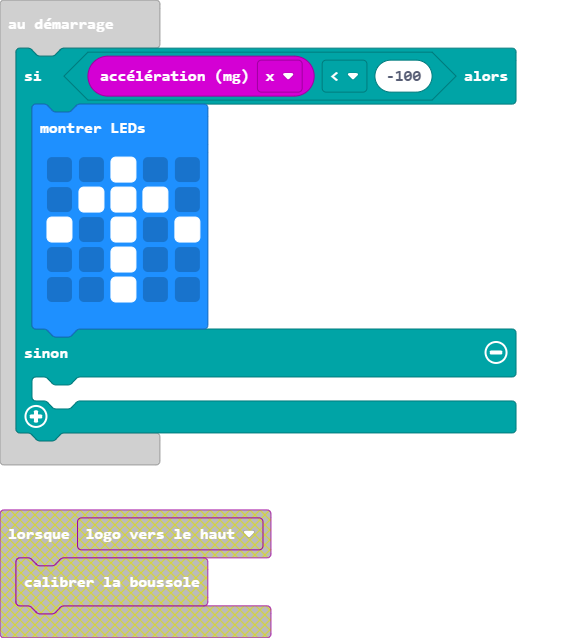 au démarrage
si accélération (mg) x < -100 alors
montrer LEDs
sinon
lorsque logo vers le haut
calibrer la boussole